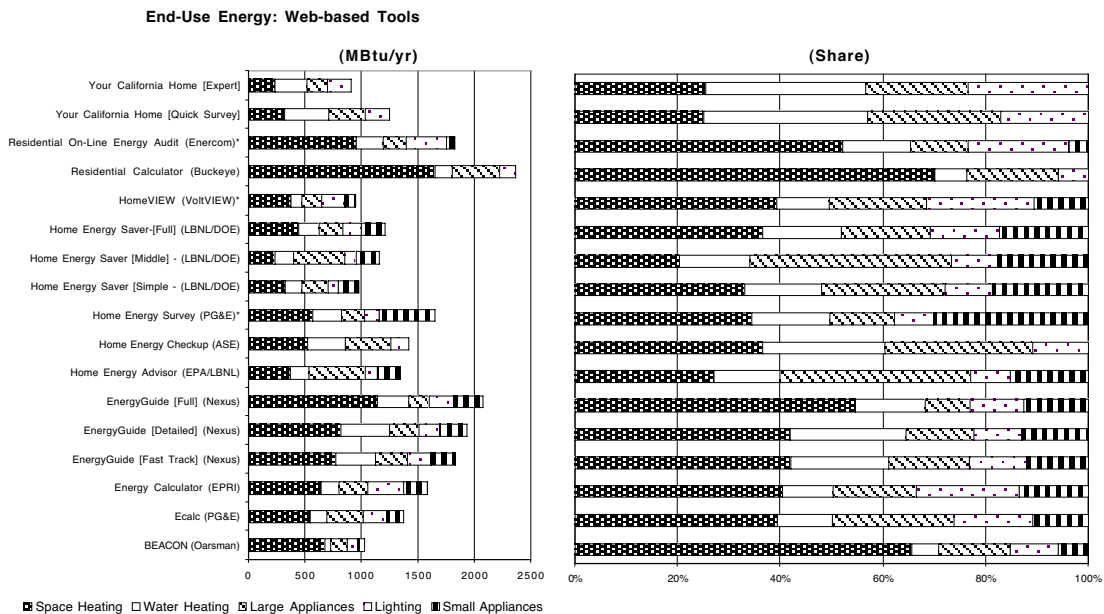 End-Use Energy: Web-based Tools
(MBtu/yr)
(Share)
Your California Home [Expert]
Your California Home [Quick Survey]
Residential On-Line Energy Audit (Enercom)*
Residential Calculator (Buckeye)
HomeVIEW (VoltVIEW)*
Home Energy Saver-[Full] (LBNL/DOE)
Home Energy Saver [Middle] - (LBNL/DOE)
Home Energy Saver [Simple - (LBNL/DOE)
Home Energy Survey (PG&E)*
Home Energy Checkup (ASE)
Home Energy Advisor (EPA/LBNL)
EnergyGuide [Full] (Nexus)
EnergyGuide [Detailed] (Nexus)
EnergyGuide [Fast Track] (Nexus)
Energy Calculator (EPRI)
Ecalc (PG&E)
BEACON (Oarsman)
0 500 1000 1500 2000 2500
0% 20% 40% 60% 80% 100%
Space Heating Water Heating Large Appliances Lighting Small Appliances